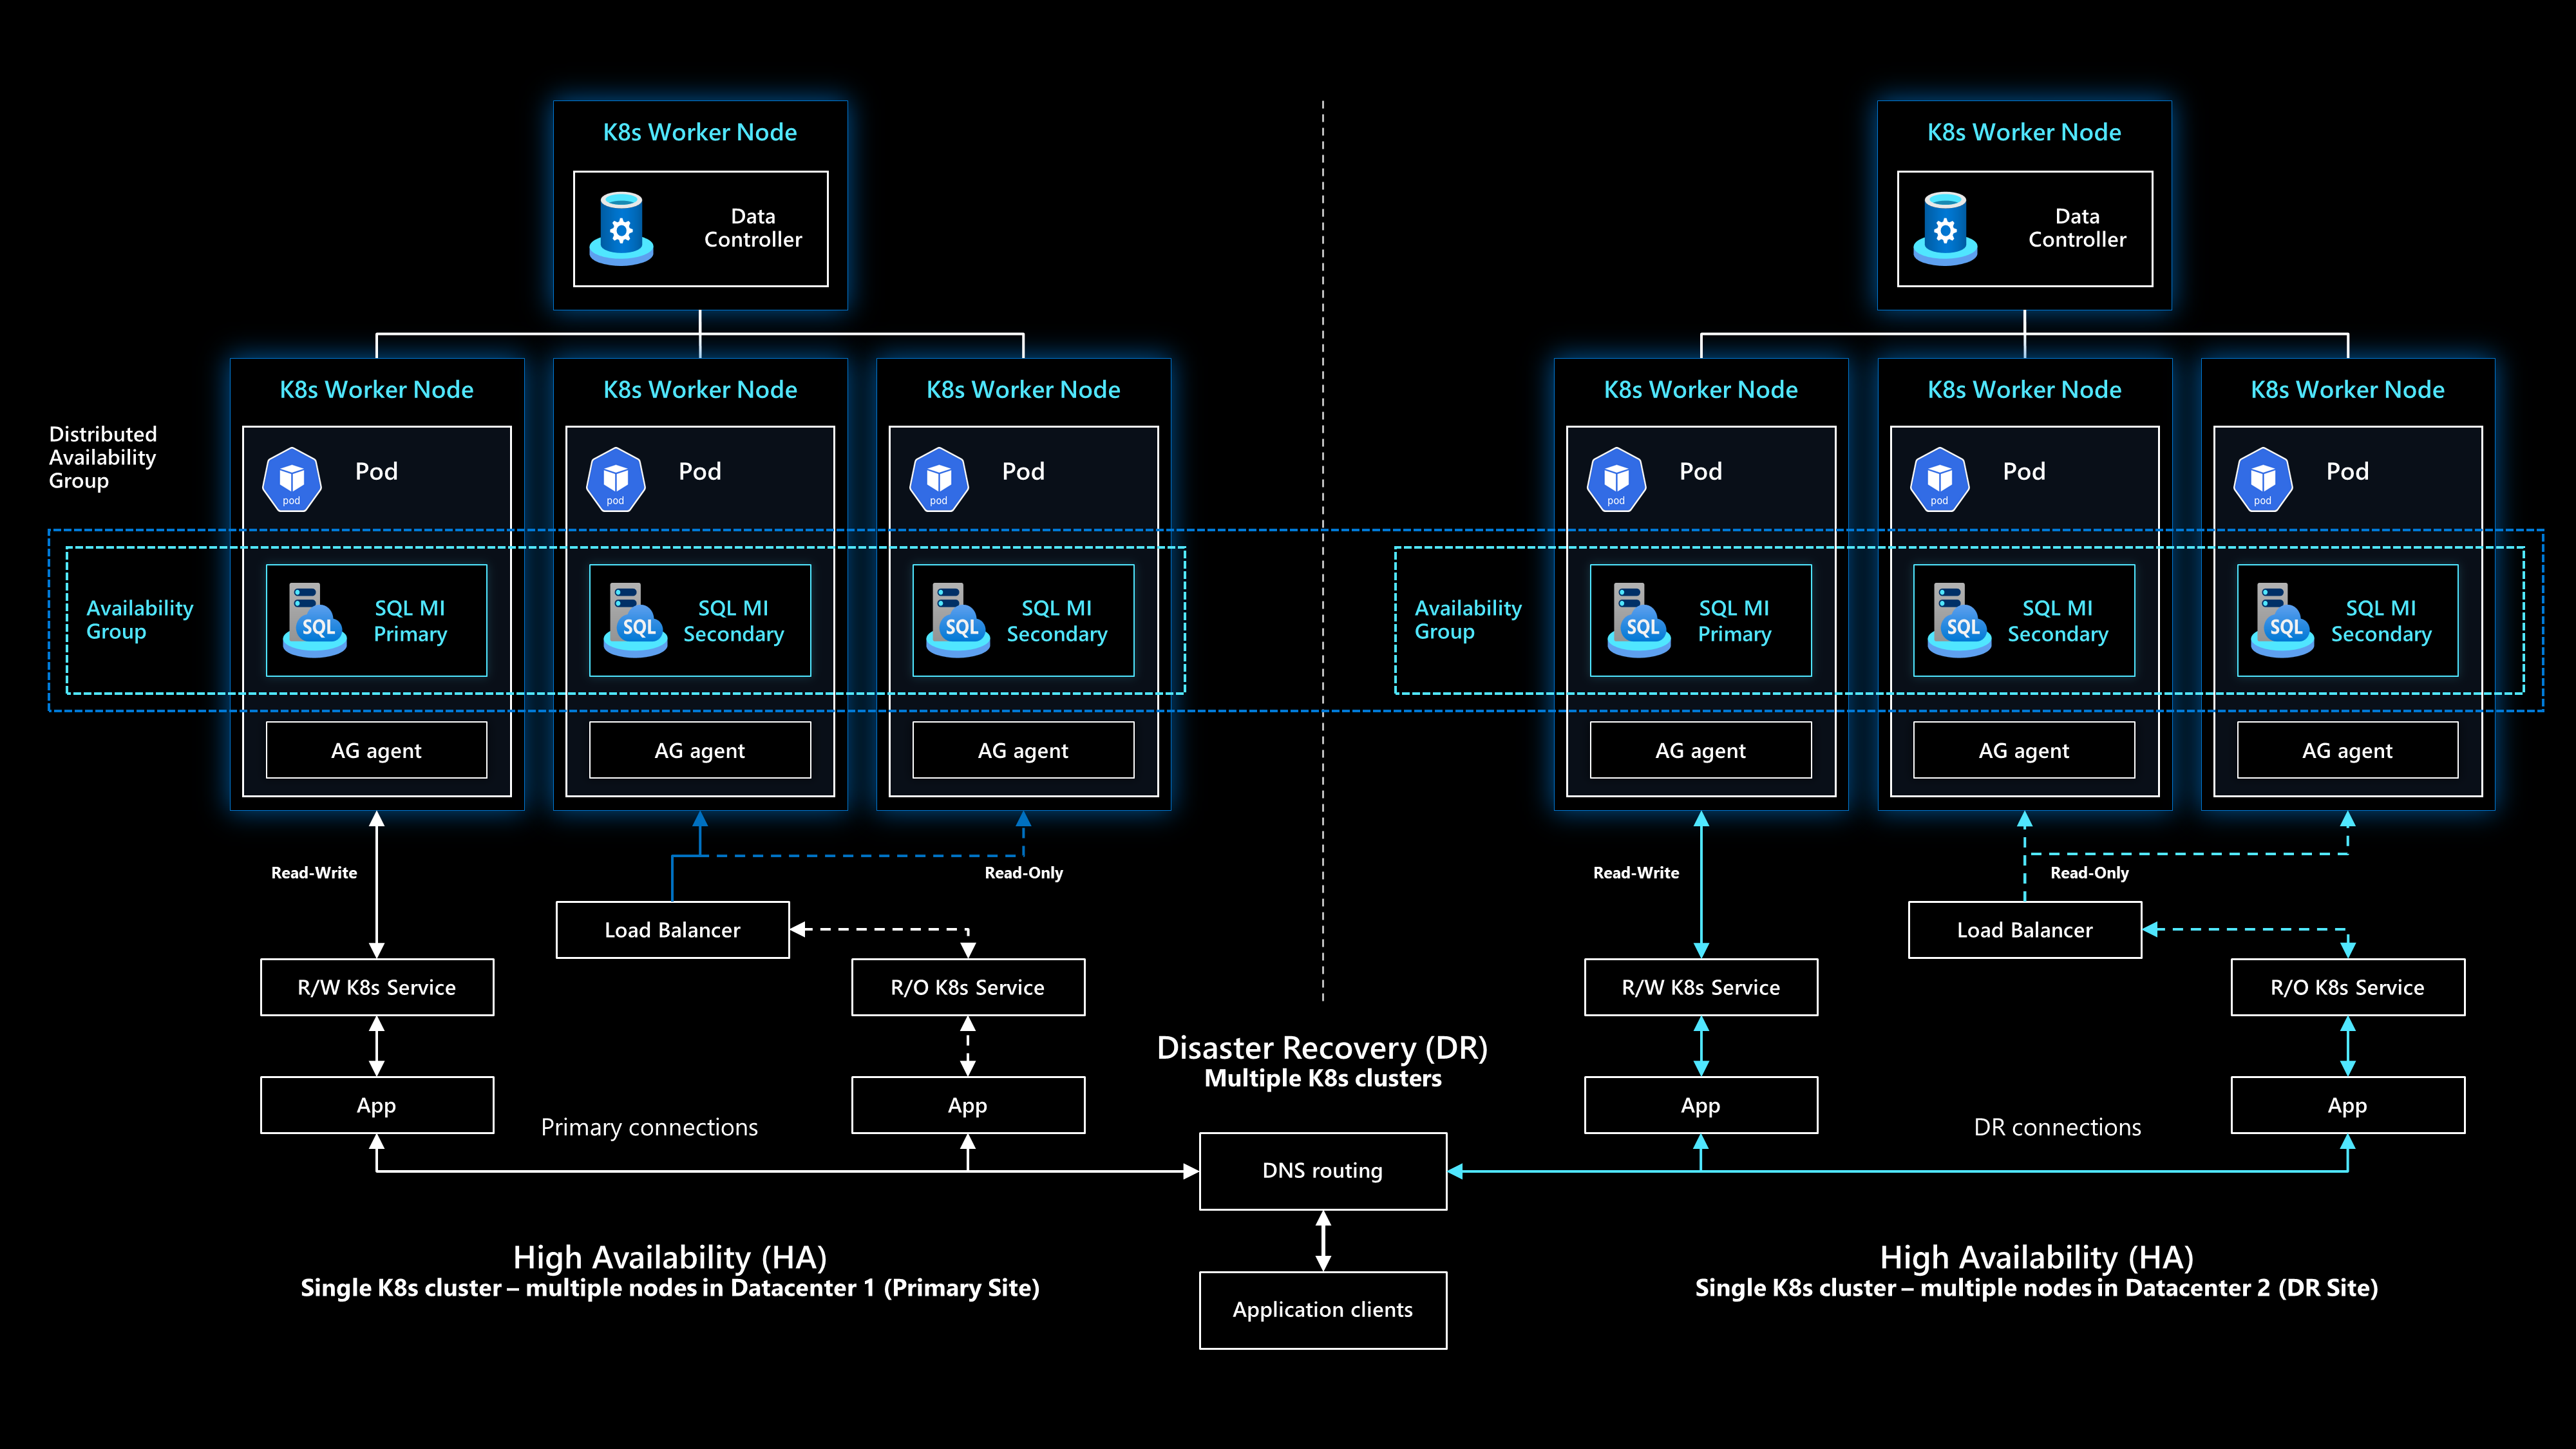 K8s Worker Node
Data
Controller
K8s Worker Node
Data
Controller
Distributed
Availability
Group
K8s Worker Node
Pod
pod
K8s Worker Node
Pod
pod
K8s Worker Node
Pod
pod
K8s Worker Node
Pod
pod
K8s Worker Node
Pod
pod
K8s Worker Node
Pod
pod
Availability
Group
SQL
SQL MI
Primary
SQL
SQL MI
Secondary
SQL
SQL MI
Secondary
Availability
Group
SQL
SQL MI
Primary
SQL
SQL MI
Secondary
SQL
SQL MI
Secondary
AG agent
AG agent
AG agent
AG agent
AG agent
AG agent
Read-Write
Read-Only
Read-Write
Read-Only
Load Balancer
Load Balancer
R/W K8s Service
R/O K8s Service
R/W K8s Service
R/O K8s Service
Disaster Recovery (DR)
Multiple K8s clusters
App
App
App
App
Primary connections
DR connections
DNS routing
High Availability (HA)
Single K8s cluster – multiple nodes in Datacenter 1 (Primary Site)
High Availability (HA)
Single K8s cluster – multiple nodes in Datacenter 2 (DR Site)
Application clients